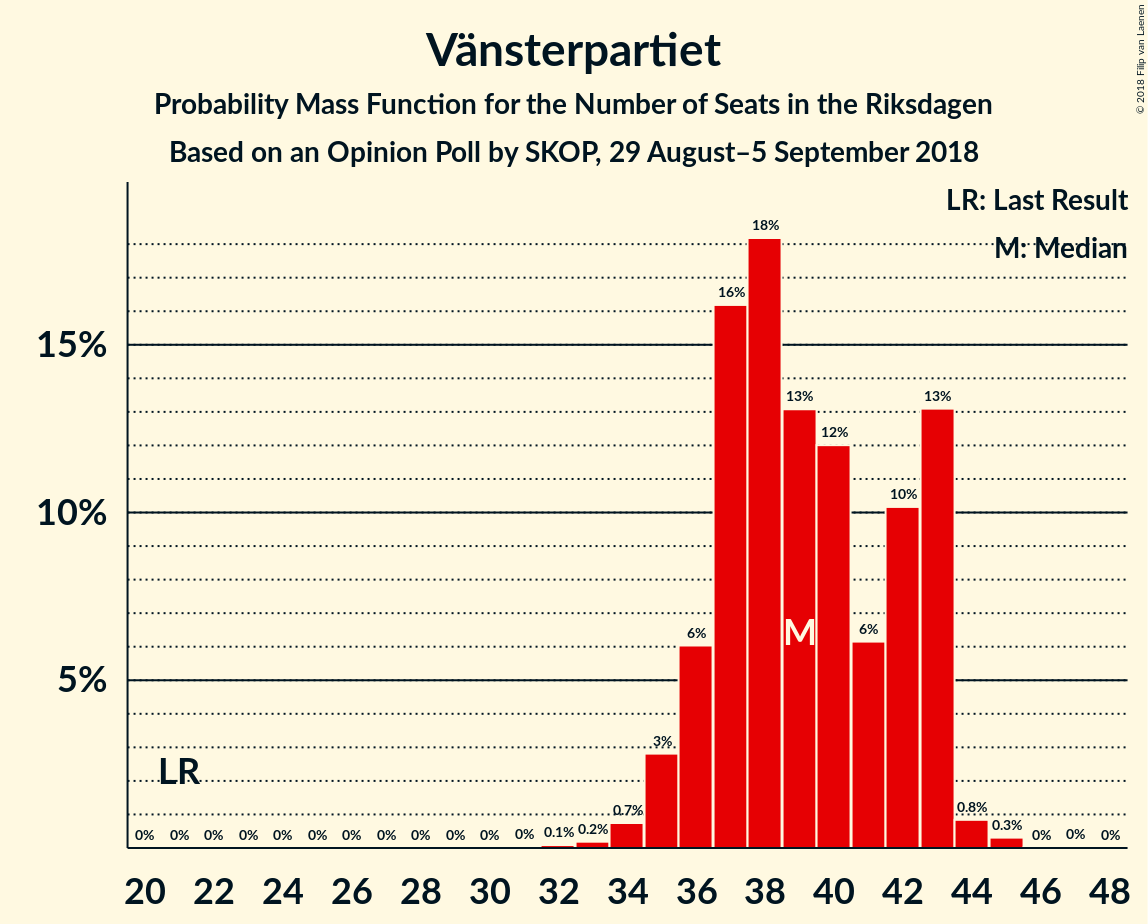 Vänsterpartiet
Probability Mass Function for the Number of Seats in the Riksdagen
Based on an Opinion Poll by SKOP, 29 August–5 September 2018
© 2018 Filip van Laenen
LR: Last Result
M: Median
15%
10%
5%
0% 0% 0% 0% 0% 0% 0% 0% 0% 0% 0% 0% 0.1% 0.2% 0.7% 3% 6% 16% 18% 13% 12% 6% 10% 13% 0.8% 0.3% 0% 0% 0%
M
LR
20 22 24 26 28 30 32 34 36 38 40 42 44 46 48